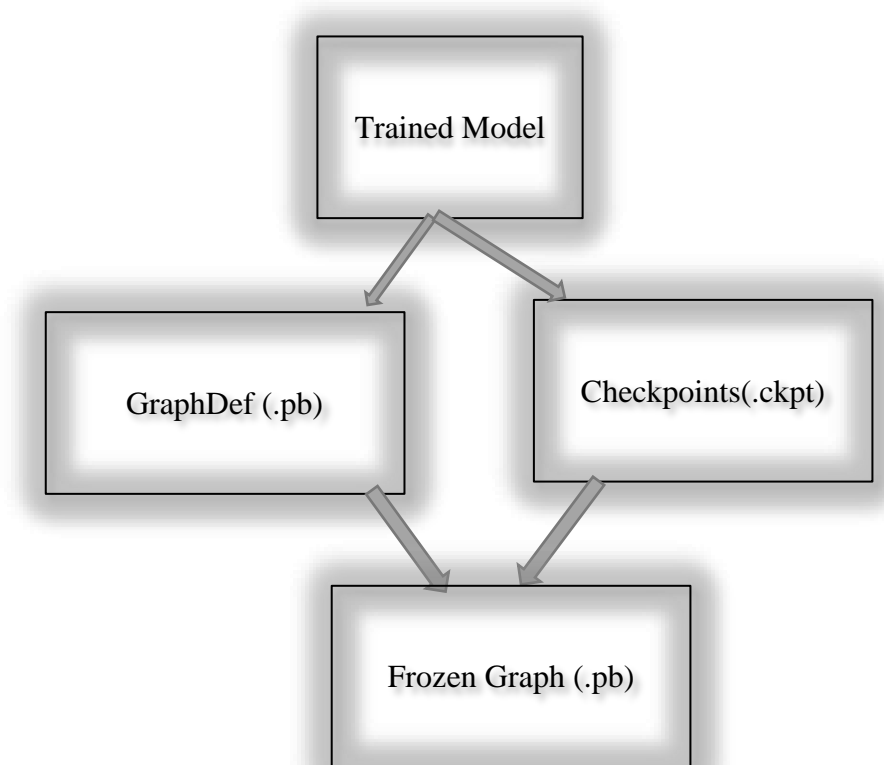 Trained Model
GraphDef (.pb)
Checkpoints(.ckpt)
Frozen Graph (.pb)